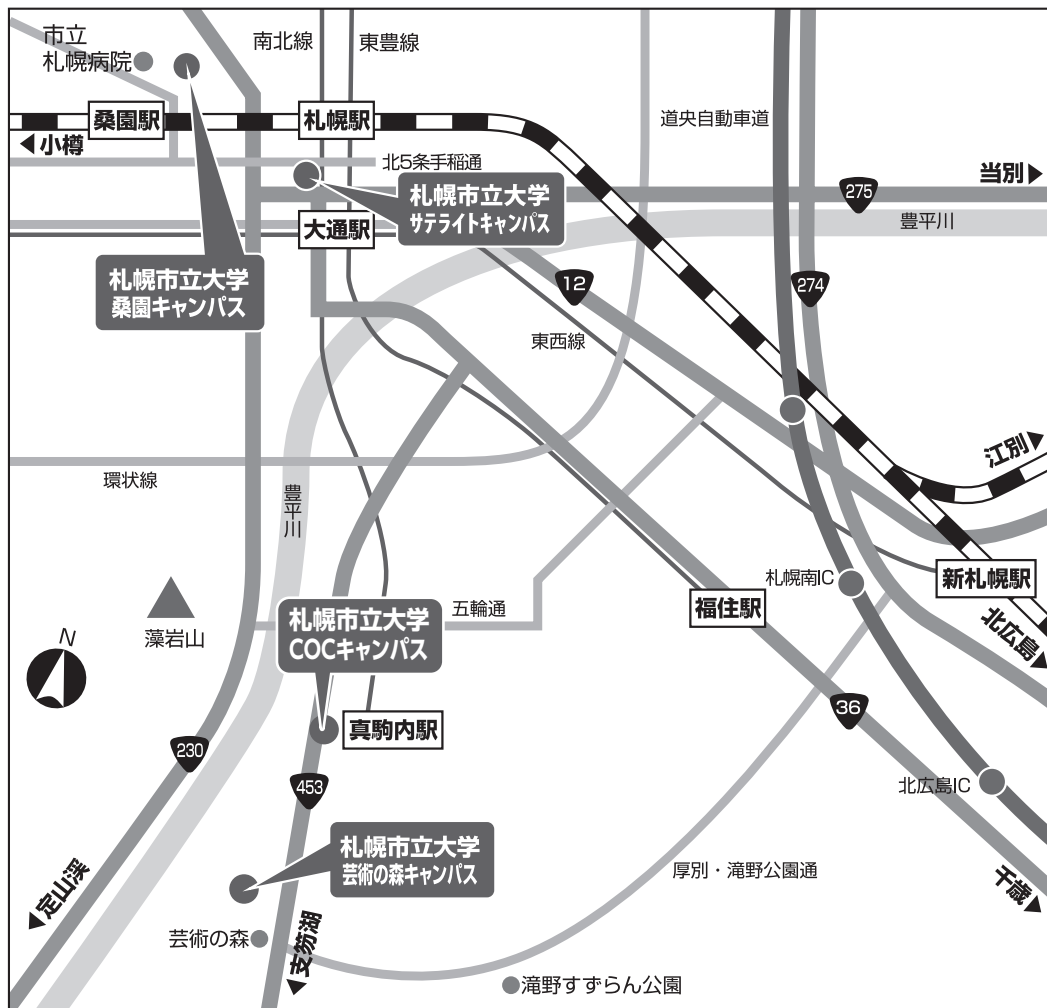 市立
札幌病院
南北線
東豊線
桑園駅
札幌駅
道央自動車道
◀小樽
北5条手稲通
当別▶
札幌市立大学
サテライトキャンパス
275
豊平川
大通駅
札幌市立大学
桑園キャンパス
12
274
東西線
環状線
豊平川
江別▶
札幌南IC
新札幌駅
福住駅
五輪通
札幌市立大学
COCキャンパス
藻岩山
N
北広島▶
真駒内駅
36
230
453
北広島IC
札幌市立大学
芸術の森キャンパス
厚別・滝野公園通
千歳▶
◀定山渓
芸術の森
◀支笏湖
滝野すずらん公園